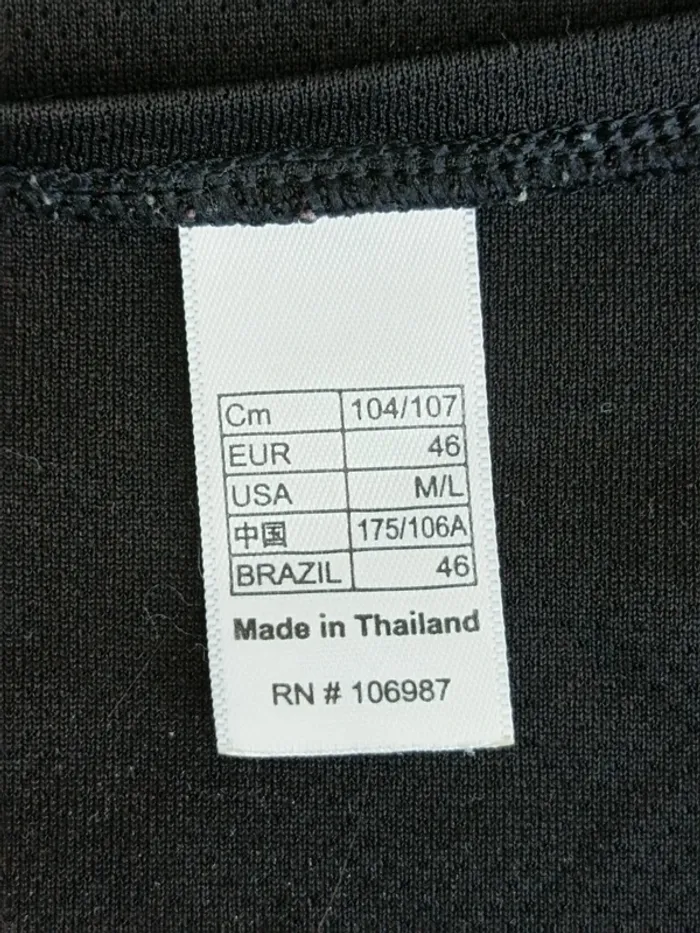 Cm 104/107
EUR 46
USA M/L
中国 175/106A
BRAZIL 46
Made in Thailand
RN # 106987